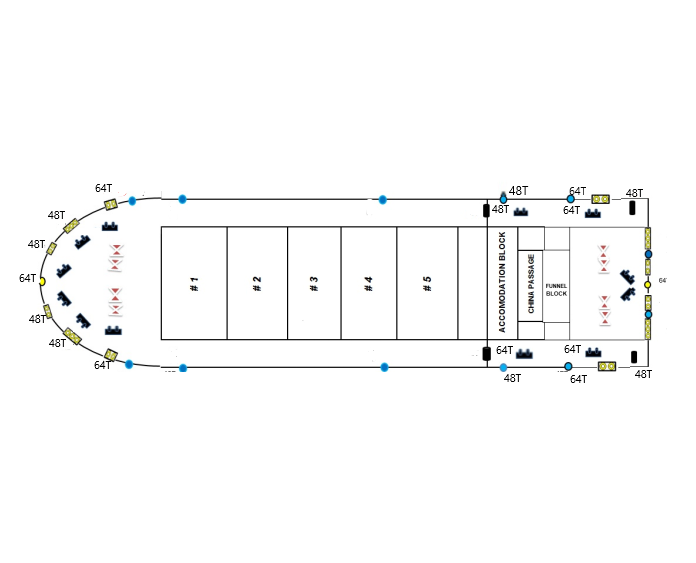 64T
48T
48T
64T
48T
48T
64T
# 1
# 2
# 3
# 4
# 5
ACCOMODATION BLOCK
CHINA PASSAGE
FUNNEL
BLOCK
48T
48T
64T
64T
48T
64
64T
48T
64T
64T
48T